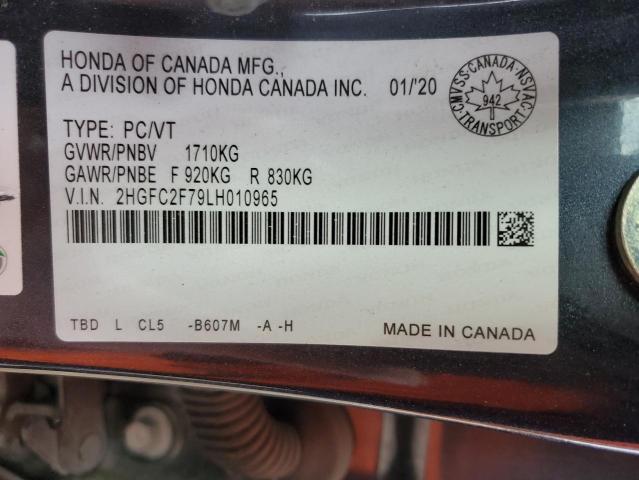 HONDA OF CANADA MFG.,
A DIVISION OF HONDA CANADA INC. 01/'20
CMVSS·CANADA·NSVAC
942
TRANSPORT
TYPE: PC/VT
GVWR/PNBV 1710KG
GAWR/PNBE F 920KG R 830KG
V.I.N. 2HGFC2F79LH010965
TBD L CL5 -B607M -A -H
MADE IN CANADA